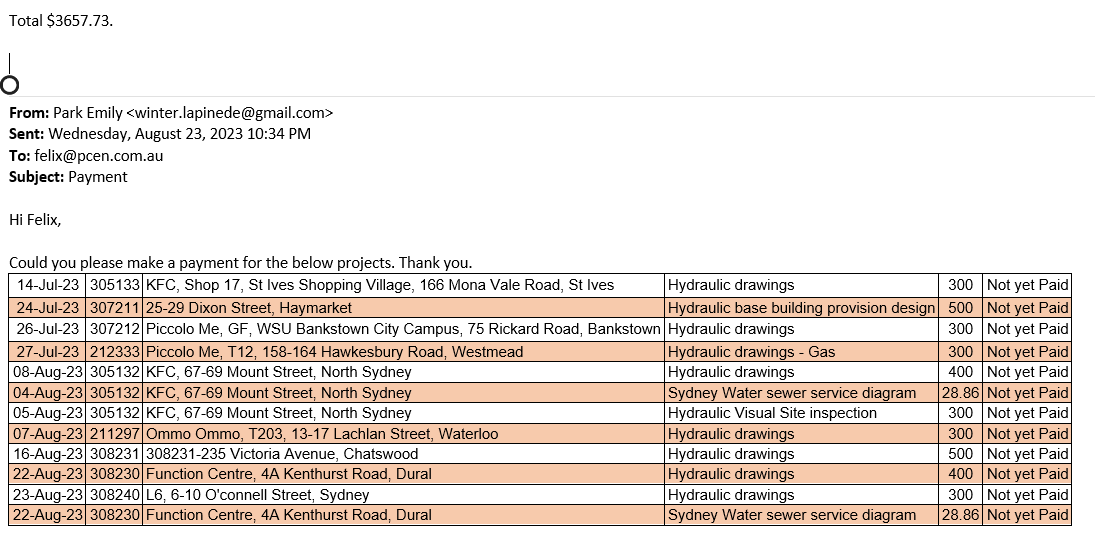 Total $3657.73.
From: Park Emily <winter.lapinede@gmail.com>
Sent: Wednesday, August 23, 2023 10:34 PM
To: felix@pcen.com.au
Subject: Payment
Hi Felix,
Could you please make a payment for the below projects. Thank you.
14-Jul-23 305133 KFC, Shop 17, St Ives Shopping Village, 166 Mona Vale Road, St Ives Hydraulic drawings 300 Not yet Paid
24-Jul-23 307211 25-29 Dixon Street, Haymarket Hydraulic base building provision design 500 Not yet Paid
26-Jul-23 307212 Piccolo Me, GF, WSU Bankstown City Campus, 75 Rickard Road, Bankstown Hydraulic drawings 300 Not yet Paid
27-Jul-23 212333 Piccolo Me, T12, 158-164 Hawkesbury Road, Westmead Hydraulic drawings - Gas 300 Not yet Paid
08-Aug-23 305132 KFC, 67-69 Mount Street, North Sydney Hydraulic drawings 400 Not yet Paid
04-Aug-23 305132 KFC, 67-69 Mount Street, North Sydney Sydney Water sewer service diagram 28.86 Not yet Paid
05-Aug-23 305132 KFC, 67-69 Mount Street, North Sydney Hydraulic Visual Site inspection 300 Not yet Paid
07-Aug-23 211297 Ommo Ommo, T203, 13-17 Lachlan Street, Waterloo Hydraulic drawings 300 Not yet Paid
16-Aug-23 308231 308231-235 Victoria Avenue, Chatswood Hydraulic drawings 500 Not yet Paid
22-Aug-23 308230 Function Centre, 4A Kenthurst Road, Dural Hydraulic drawings 400 Not yet Paid
23-Aug-23 308240 L6, 6-10 O'connell Street, Sydney Hydraulic drawings 300 Not yet Paid
22-Aug-23 308230 Function Centre, 4A Kenthurst Road, Dural Sydney Water sewer service diagram 28.86 Not yet Paid